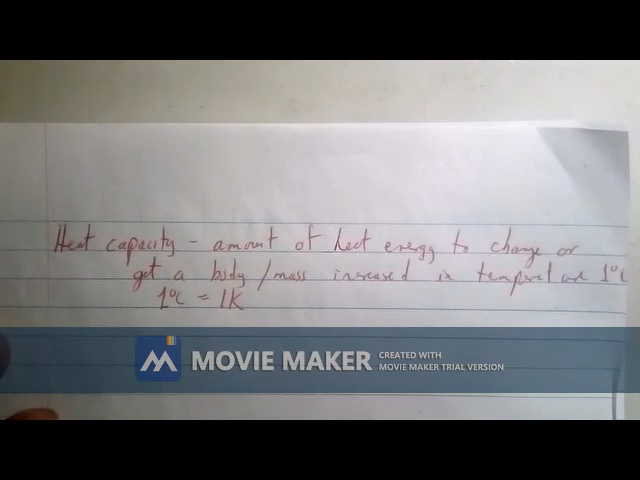 Heat capacity - amount of heat energy to change or
get a body / mass increased in temperature 1°C
1°C = 1K
MOVIE MAKER
CREATED WITH
MOVIE MAKER TRIAL VERSION